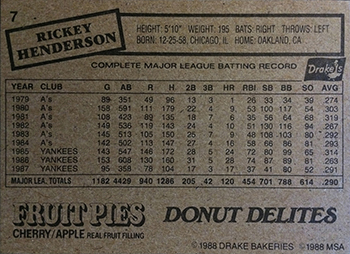 7
RICKEY
HENDERSON
HEIGHT: 5'10" WEIGHT: 195 BATS: RIGHT THROWS: LEFT
BORN: 12-25-58, CHICAGO, IL HOME: OAKLAND, CA
COMPLETE MAJOR LEAGUE BATTING RECORD
Drake's
YEAR CLUB G AB R H 2B 3B HR RBI SB BB SO AVG
1979 A's 89 351 49 96 13 3 1 26 33 34 39 .274
1980 A's 158 591 111 179 22 4 9 53 100 117 54 .303
1981 A's 108 423 89 135 18 7 6 35 56 64 68 .319
1982 A's 149 536 119 143 24 4 10 51 130 116 94 .267
1983 A's 145 513 105 150 25 7 9 48 108 103 80 .292
1984 A's 142 502 113 147 27 4 16 58 66 86 81 .293
1985 YANKEES 143 547 146 172 28 5 24 72 80 99 65 .314
1986 YANKEES 153 608 130 160 31 5 28 74 87 89 81 .263
1987 YANKEES 95 358 78 104 17 3 17 37 41 80 52 .291
MAJOR LEA. TOTALS 1182 4429 940 1286 205 42 120 454 701 788 614 .290
FRUIT PIES DONUT DELITES
CHERRY/APPLE REAL FRUIT FILLING
©1988 DRAKE BAKERIES ©1988 MSA